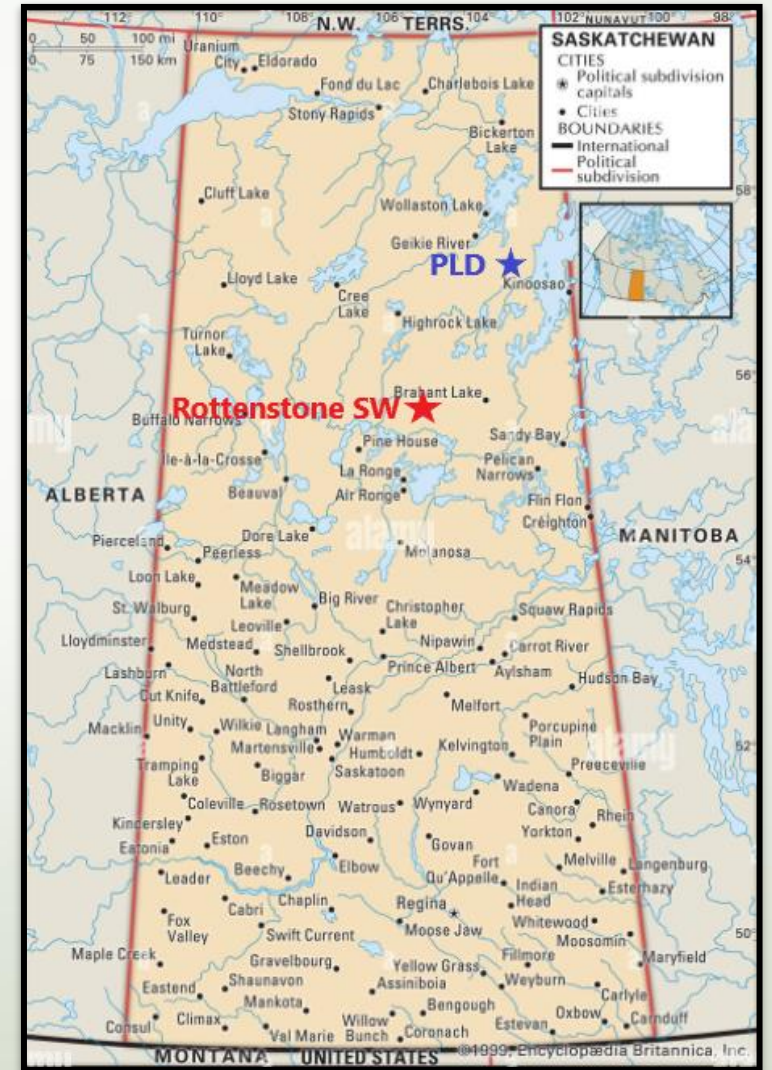 112° 110° 108° 106° 104° 102° 100° 98°
N.W. TERRS.
NUNAVUT
0 50 100 mi
0 75 150 km
SASKATCHEWAN
CITIES
Political subdivision
capitals
Cities
BOUNDARIES
International
Political
subdivision
Uranium
City
Eldorado
Fond du Lac
Charlebois Lake
Stony Rapids
Bickerton
Lake
58°
Cluff Lake
Wollaston Lake
Geikie River
PLD
Kinoosao
Lloyd Lake
Cree
Lake
Highrock Lake
Turnor
Lake
56°
Brabant Lake
Rottenstone SW
Buffalo Narrows
Sandy Bay
Pine House
Île-à-la-Crosse
La Ronge
Pelican
Narrows
Beauval
Air Ronge
ALBERTA
Flin Flon
Creighton
MANITOBA
Dore Lake
alamy
Molanosa
Pierceland
Peerless
54°
Loon Lake
Meadow
Lake
Big River
Christopher
Lake
Squaw Rapids
St. Walburg
Leoville
Lloydminster
Medstead
Shellbrook
Nipawin
Carrot River
Prince Albert
Aylsham
Lashburn
North
Battleford
Leask
Hudson Bay
Cut Knife
Rosthern
Melfort
Macklin
Unity
Wilkie
Langham
Warman
Porcupine
Plain
Martensville
Humboldt
Kelvington
52°
Tramping
Lake
Biggar
Saskatoon
Preeceville
Wadena
Coleville
Rosetown
Watrous
Wynyard
Canora
Rhein
Kindersley
Davidson
Yorkton
Eatonia
Eston
Govan
Elbow
Fort
Qu'Appelle
Melville
Langenburg
Leader
Beechy
Indian
Head
Esterhazy
Cabri
Chaplin
Regina
Fox
Valley
Swift Current
Moose Jaw
Whitewood
Moosomin
50°
Maple Creek
Gravelbourg
Yellow Grass
Fillmore
Maryfield
Eastend
Shaunavon
Assiniboia
Weyburn
Carlyle
Mankota
Bengough
Oxbow
Consul
Climax
Val Marie
Willow
Bunch
Coronach
Estevan
Carnduff
MONTANA UNITED STATES
©1999, Encyclopædia Britannica, Inc.